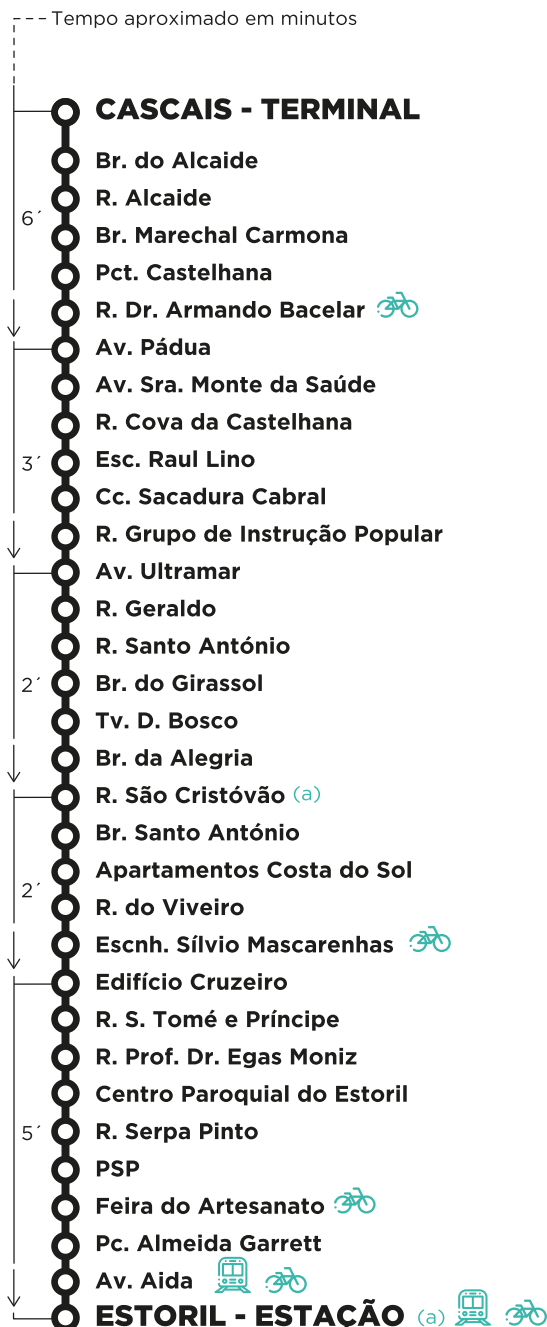 Tempo aproximado em minutos
CASCAIS - TERMINAL
Br. do Alcaide
R. Alcaide
6´
Br. Marechal Carmona
Pct. Castelhana
R. Dr. Armando Bacelar
Av. Pádua
Av. Sra. Monte da Saúde
R. Cova da Castelhana
3´
Esc. Raul Lino
Cc. Sacadura Cabral
R. Grupo de Instrução Popular
Av. Ultramar
R. Geraldo
R. Santo António
2´
Br. do Girassol
Tv. D. Bosco
Br. da Alegria
R. São Cristóvão (a)
Br. Santo António
Apartamentos Costa do Sol
2´
R. do Viveiro
Escnh. Sílvio Mascarenhas
Edifício Cruzeiro
R. S. Tomé e Príncipe
R. Prof. Dr. Egas Moniz
Centro Paroquial do Estoril
5´
R. Serpa Pinto
PSP
Feira do Artesanato
Pc. Almeida Garrett
Av. Aida
ESTORIL - ESTAÇÃO (a)